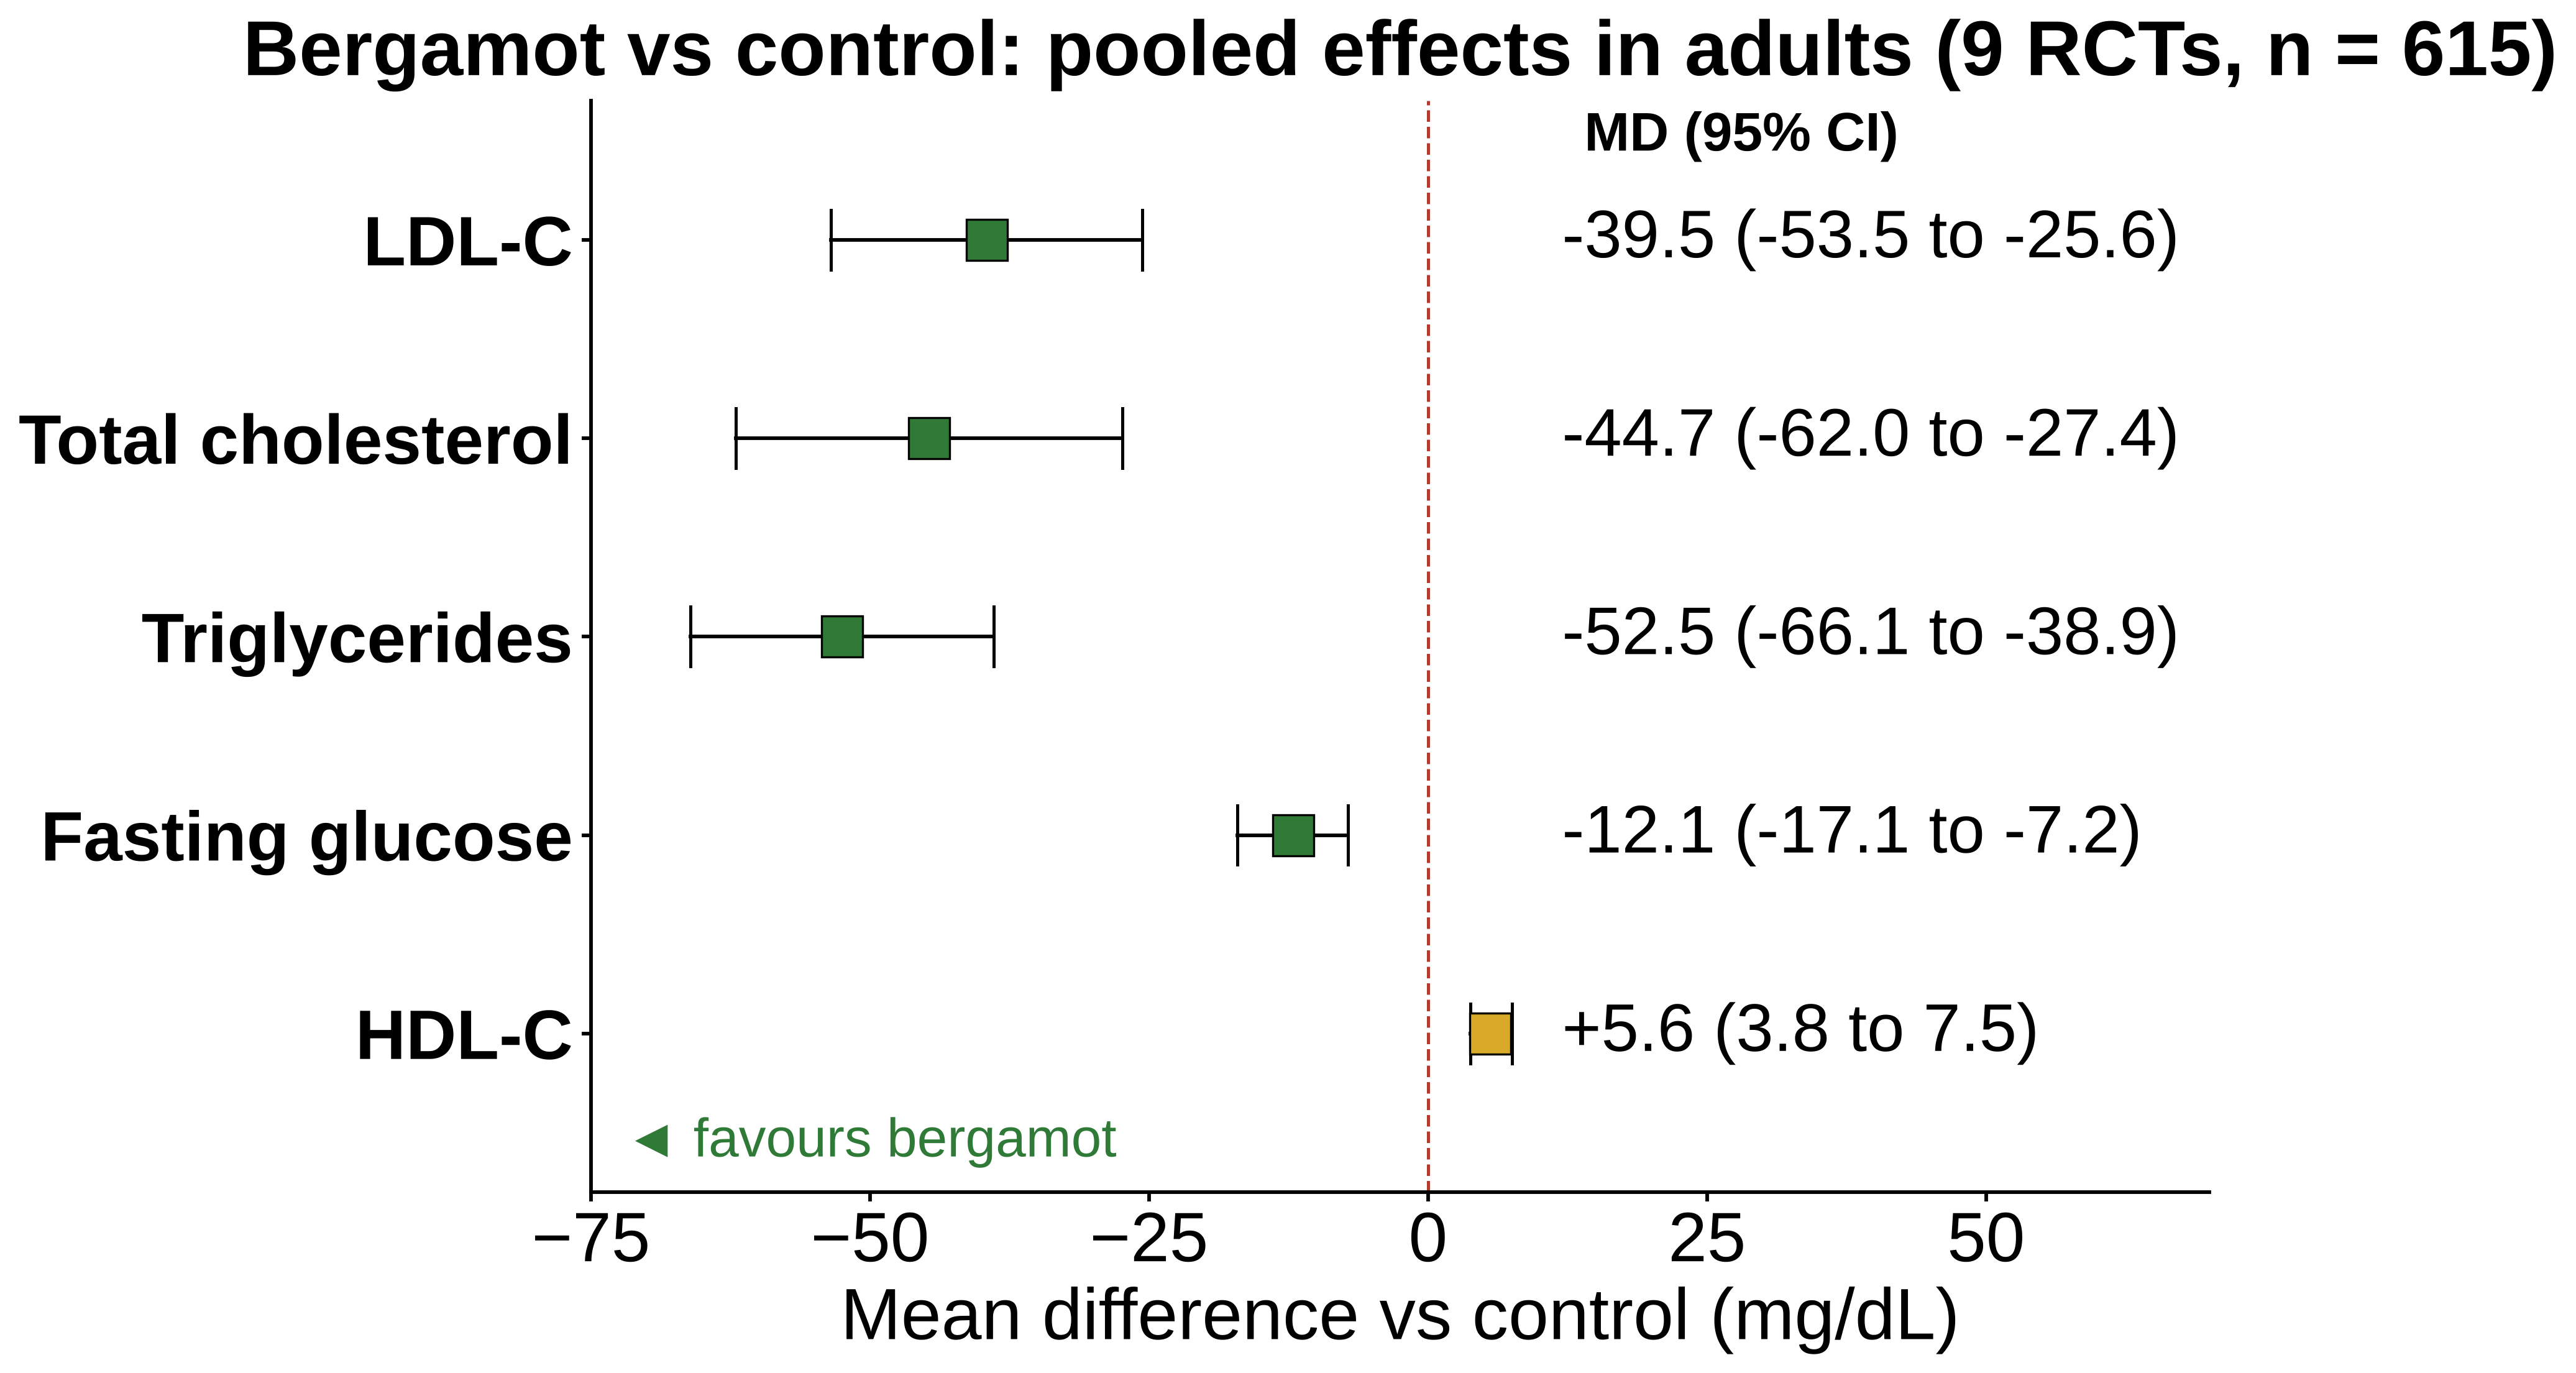 Bergamot vs control: pooled effects in adults (9 RCTs, n = 615)
MD (95% CI)
LDL-C -39.5 (-53.5 to -25.6)
Total cholesterol -44.7 (-62.0 to -27.4)
Triglycerides -52.5 (-66.1 to -38.9)
Fasting glucose -12.1 (-17.1 to -7.2)
HDL-C +5.6 (3.8 to 7.5)
◄ favours bergamot
−75 −50 −25 0 25 50
Mean difference vs control (mg/dL)